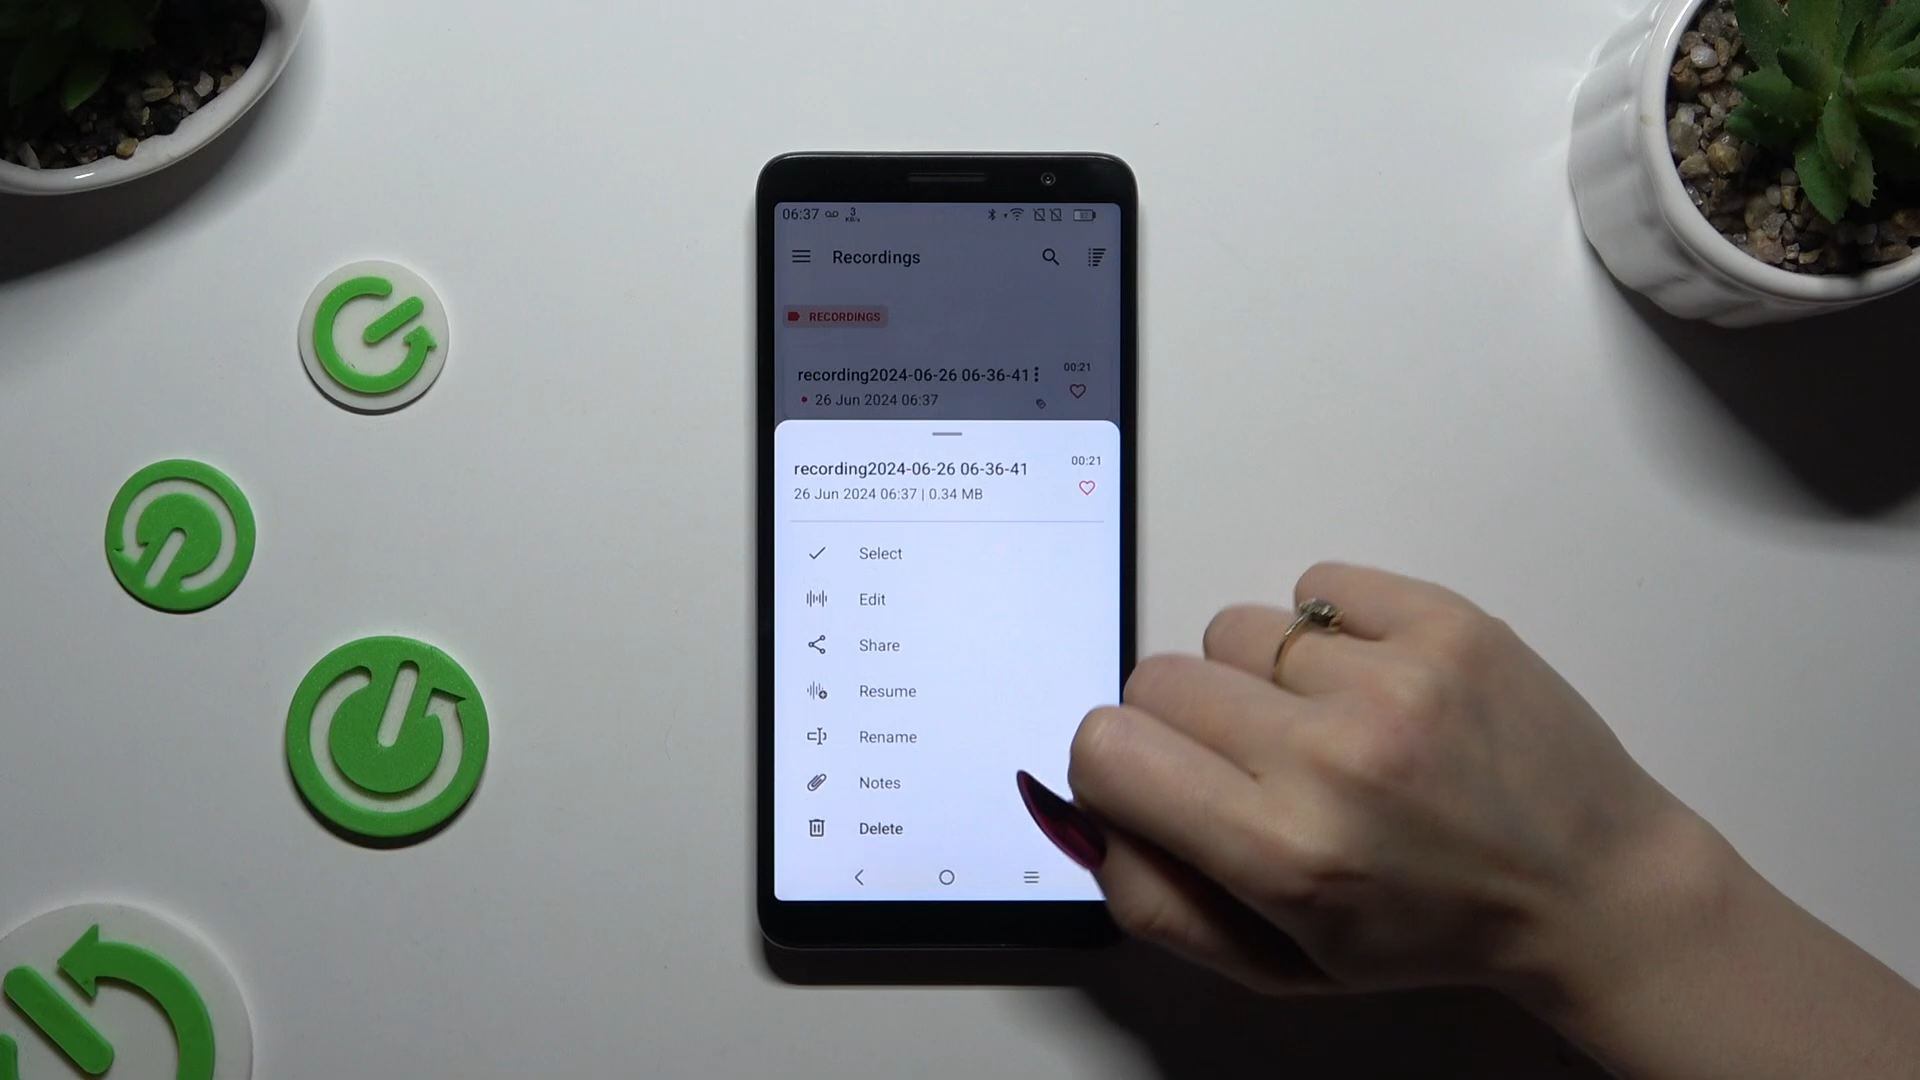 06:37 3 KB/s
Recordings
RECORDINGS
recording2024-06-26 06-36-41 00:21
26 Jun 2024 06:37
recording2024-06-26 06-36-41 00:21
26 Jun 2024 06:37 | 0.34 MB
Select
Edit
Share
Resume
Rename
Notes
Delete